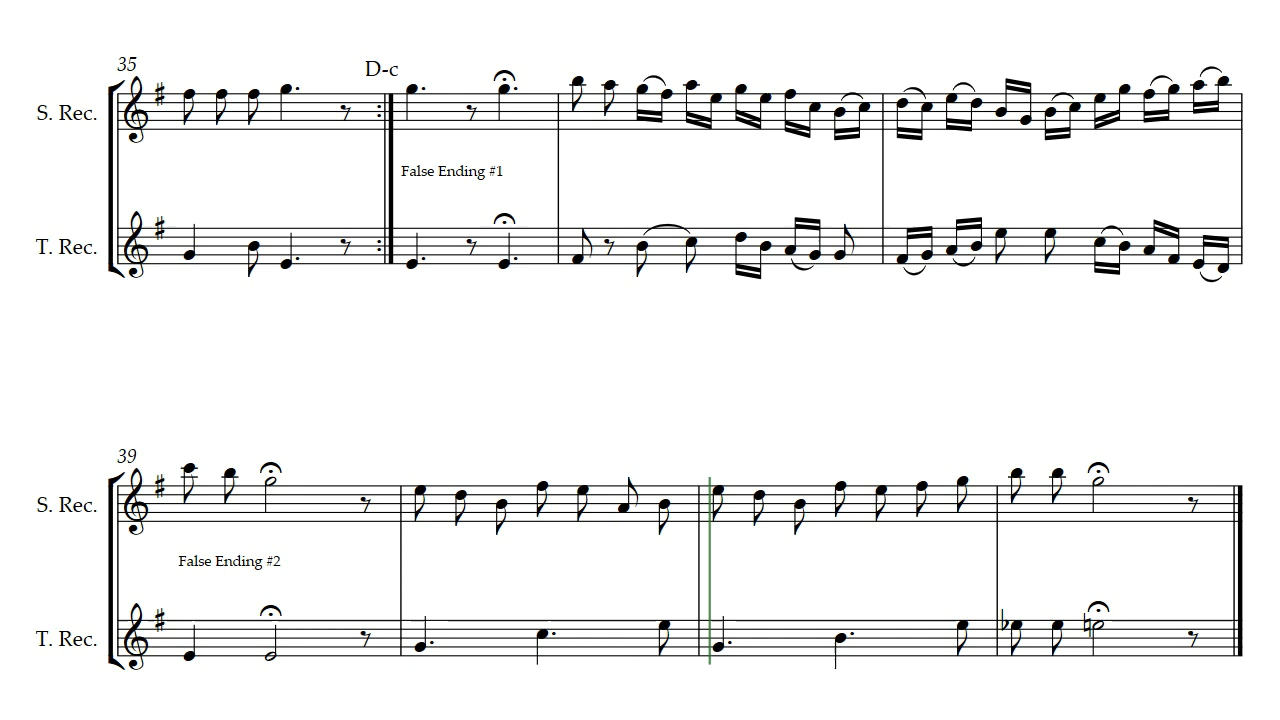 35
D-c
S. Rec.
False Ending #1
T. Rec.
39
S. Rec.
False Ending #2
T. Rec.